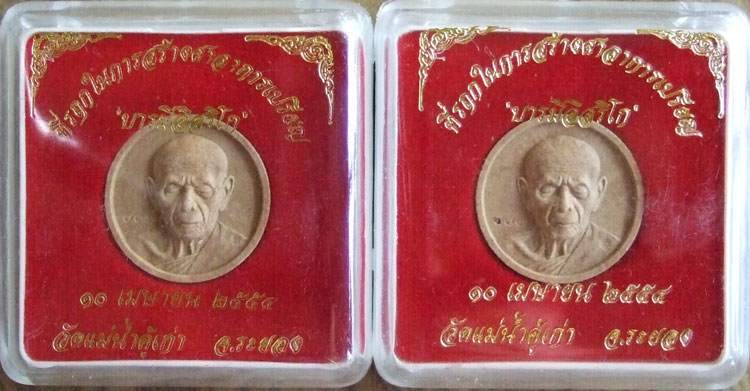 ที่รฤกในการสร้างศาลาการเปรียญ
"บารมีอิสริโก"
๑๐ เมษายน ๒๕๕๔
วัดแม่น้ำคู้เก่า จ.ระยอง
ที่รฤกในการสร้างศาลาการเปรียญ
"บารมีอิสริโก"
๑๐ เมษายน ๒๕๕๔
วัดแม่น้ำคู้เก่า จ.ระยอง